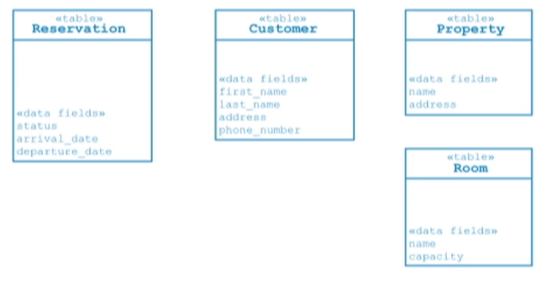 «table»
Reservation
«data fields»
status
arrival_date
departure_date
«table»
Customer
«data fields»
first_name
last_name
address
phone_number
«table»
Property
«data fields»
name
address
«table»
Room
«data fields»
name
capacity